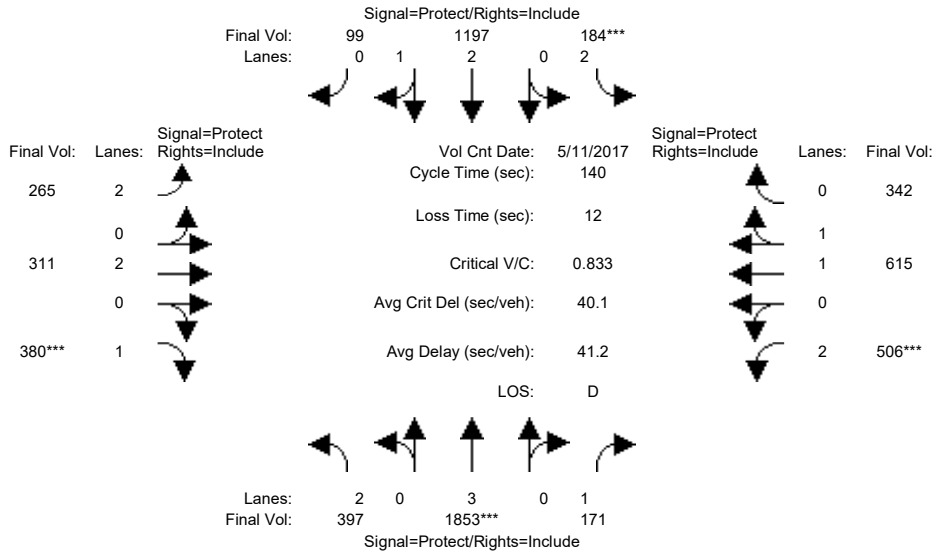 Signal=Protect/Rights=Include
Final Vol: 99 1197 184***
Lanes: 0 1 2 0 2
Signal=Protect
Final Vol: Lanes: Rights=Include
Vol Cnt Date: 5/11/2017
Signal=Protect
Rights=Include Lanes: Final Vol:
Cycle Time (sec): 140
265 2
0 342
Loss Time (sec): 12
0
1
311 2
Critical V/C: 0.833
1 615
0
Avg Crit Del (sec/veh): 40.1
0
380*** 1
Avg Delay (sec/veh): 41.2
2 506***
LOS: D
Lanes: 2 0 3 0 1
Final Vol: 397 1853*** 171
Signal=Protect/Rights=Include